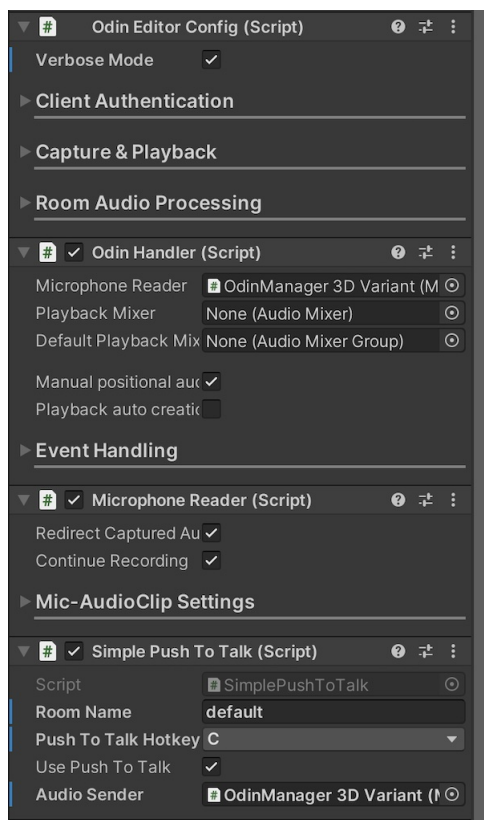 Odin Editor Config (Script)
Verbose Mode
Client Authentication
Capture & Playback
Room Audio Processing
Odin Handler (Script)
Microphone Reader OdinManager 3D Variant (M
Playback Mixer None (Audio Mixer)
Default Playback Mix None (Audio Mixer Group)
Manual positional aud
Playback auto creatio
Event Handling
Microphone Reader (Script)
Redirect Captured Au
Continue Recording
Mic-AudioClip Settings
Simple Push To Talk (Script)
Script SimplePushToTalk
Room Name default
Push To Talk Hotkey C
Use Push To Talk
Audio Sender OdinManager 3D Variant (M